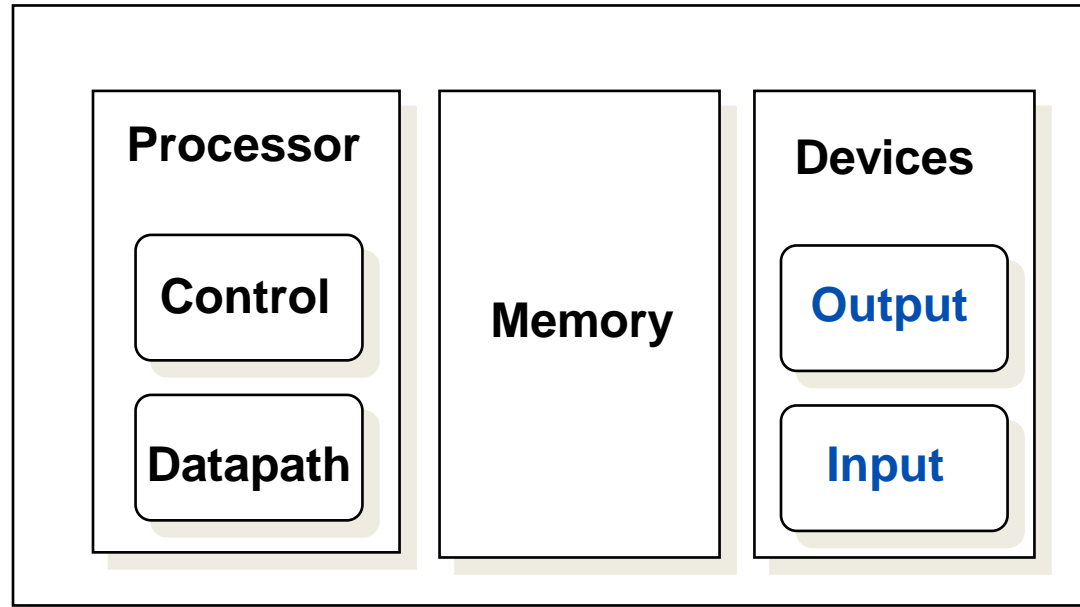 Processor
Control
Datapath
Memory
Devices
Output
Input